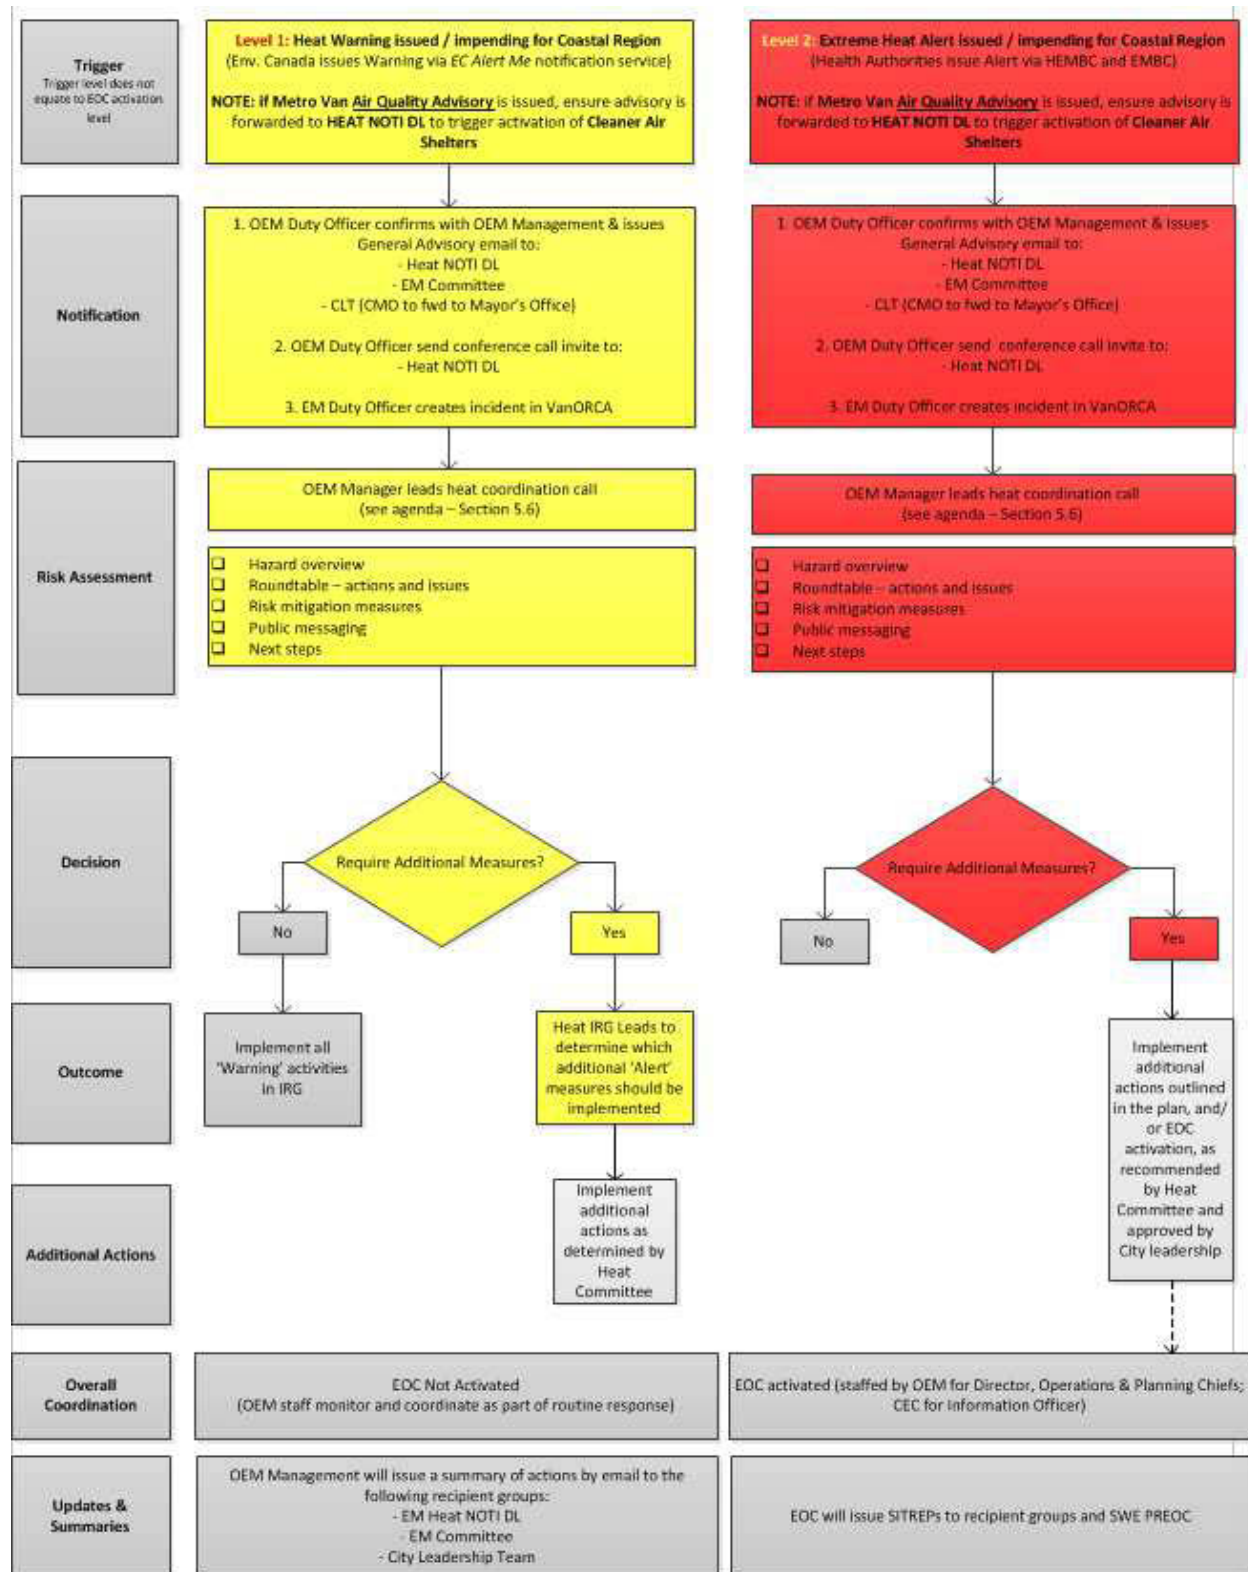 Trigger
Trigger level does not
equate to EOC activation
level
Level 1: Heat Warning issued / impending for Coastal Region
(Env. Canada issues Warning via EC Alert Me notification service)
NOTE: if Metro Van Air Quality Advisory is issued, ensure advisory is
forwarded to HEAT NOTI DL to trigger activation of Cleaner Air
Shelters
Level 2: Extreme Heat Alert issued / impending for Coastal Region
(Health Authorities issue Alert via HEMBC and EMBC)
NOTE: if Metro Van Air Quality Advisory is issued, ensure advisory is
forwarded to HEAT NOTI DL to trigger activation of Cleaner Air
Shelters
Notification
1. OEM Duty Officer confirms with OEM Management & issues
General Advisory email to:
- Heat NOTI DL
- EM Committee
- CLT (CMO to fwd to Mayor's Office)
2. OEM Duty Officer send conference call invite to:
- Heat NOTI DL
3. EM Duty Officer creates incident in VanORCA
1. OEM Duty Officer confirms with OEM Management & issues
General Advisory email to:
- Heat NOTI DL
- EM Committee
- CLT (CMO to fwd to Mayor's Office)
2. OEM Duty Officer send conference call invite to:
- Heat NOTI DL
3. EM Duty Officer creates incident in VanORCA
Risk Assessment
OEM Manager leads heat coordination call
(see agenda – Section 5.6)
❑ Hazard overview
❑ Roundtable – actions and issues
❑ Risk mitigation measures
❑ Public messaging
❑ Next steps
OEM Manager leads heat coordination call
(see agenda – Section 5.6)
❑ Hazard overview
❑ Roundtable – actions and issues
❑ Risk mitigation measures
❑ Public messaging
❑ Next steps
Decision
Require Additional Measures?
No
Yes
Require Additional Measures?
No
Yes
Outcome
Implement all
'Warning' activities
in IRG
Heat IRG Leads to
determine which
additional 'Alert'
measures should be
implemented
Implement
additional
actions outlined
in the plan, and/
or EOC
activation, as
recommended
by Heat
Committee and
approved by
City leadership
Additional Actions
Implement
additional
actions as
determined by
Heat
Committee
Overall
Coordination
EOC Not Activated
(OEM staff monitor and coordinate as part of routine response)
EOC activated (staffed by OEM for Director, Operations & Planning Chiefs;
CEC for Information Officer)
Updates &
Summaries
OEM Management will issue a summary of actions by email to the
following recipient groups:
- EM Heat NOTI DL
- EM Committee
- City Leadership Team
EOC will issue SITREPs to recipient groups and SWE PREOC